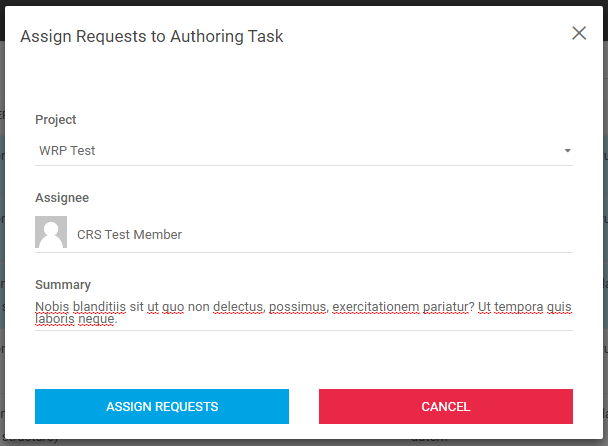 Assign Requests to Authoring Task
Project
WRP Test
Assignee
CRS Test Member
Summary
Nobis blanditiis sit ut quo non delectus, possimus, exercitationem pariatur? Ut tempora quis
laboris neque.
ASSIGN REQUESTS
CANCEL